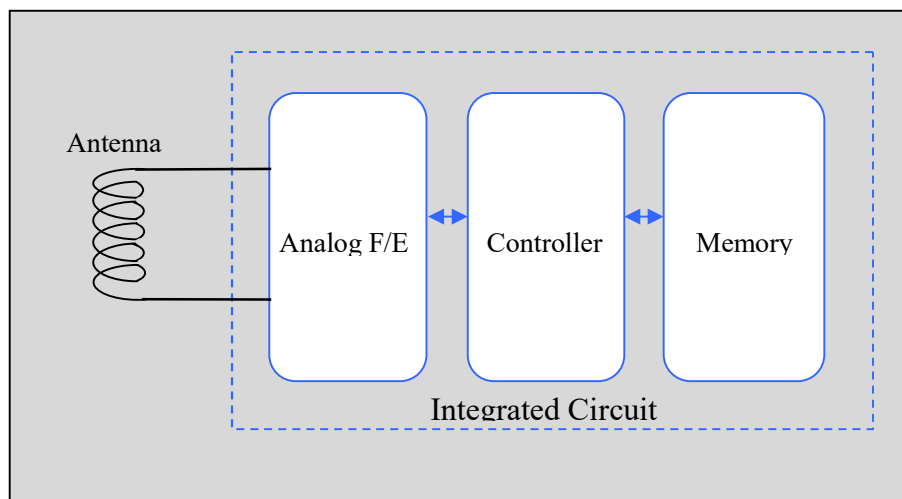 Antenna
Analog F/E
Controller
Memory
Integrated Circuit